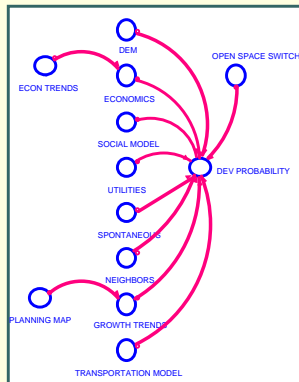 DEM
OPEN SPACE SWITCH
ECON TRENDS
ECONOMICS
SOCIAL MODEL
DEV PROBABILITY
UTILITIES
SPONTANEOUS
NEIGHBORS
PLANNING MAP
GROWTH TRENDS
TRANSPORTATION MODEL